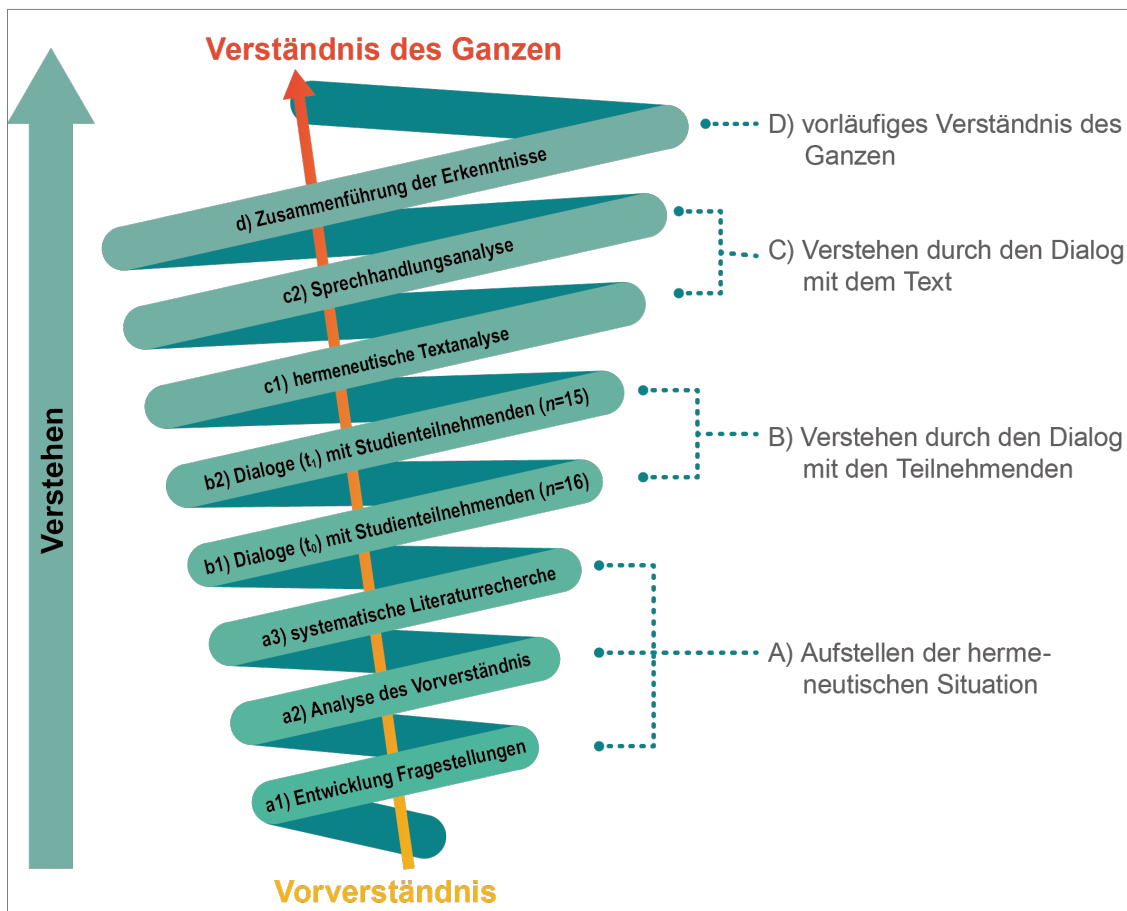 Verständnis des Ganzen
Verstehen
d) Zusammenführung der Erkenntnisse
c2) Sprechhandlungsanalyse
c1) hermeneutische Textanalyse
b2) Dialoge (t₁) mit Studienteilnehmenden (n=15)
b1) Dialoge (t₀) mit Studienteilnehmenden (n=16)
a3) systematische Literaturrecherche
a2) Analyse des Vorverständnis
a1) Entwicklung Fragestellungen
Vorverständnis
D) vorläufiges Verständnis des
Ganzen
C) Verstehen durch den Dialog
mit dem Text
B) Verstehen durch den Dialog
mit den Teilnehmenden
A) Aufstellen der herme-
neutischen Situation